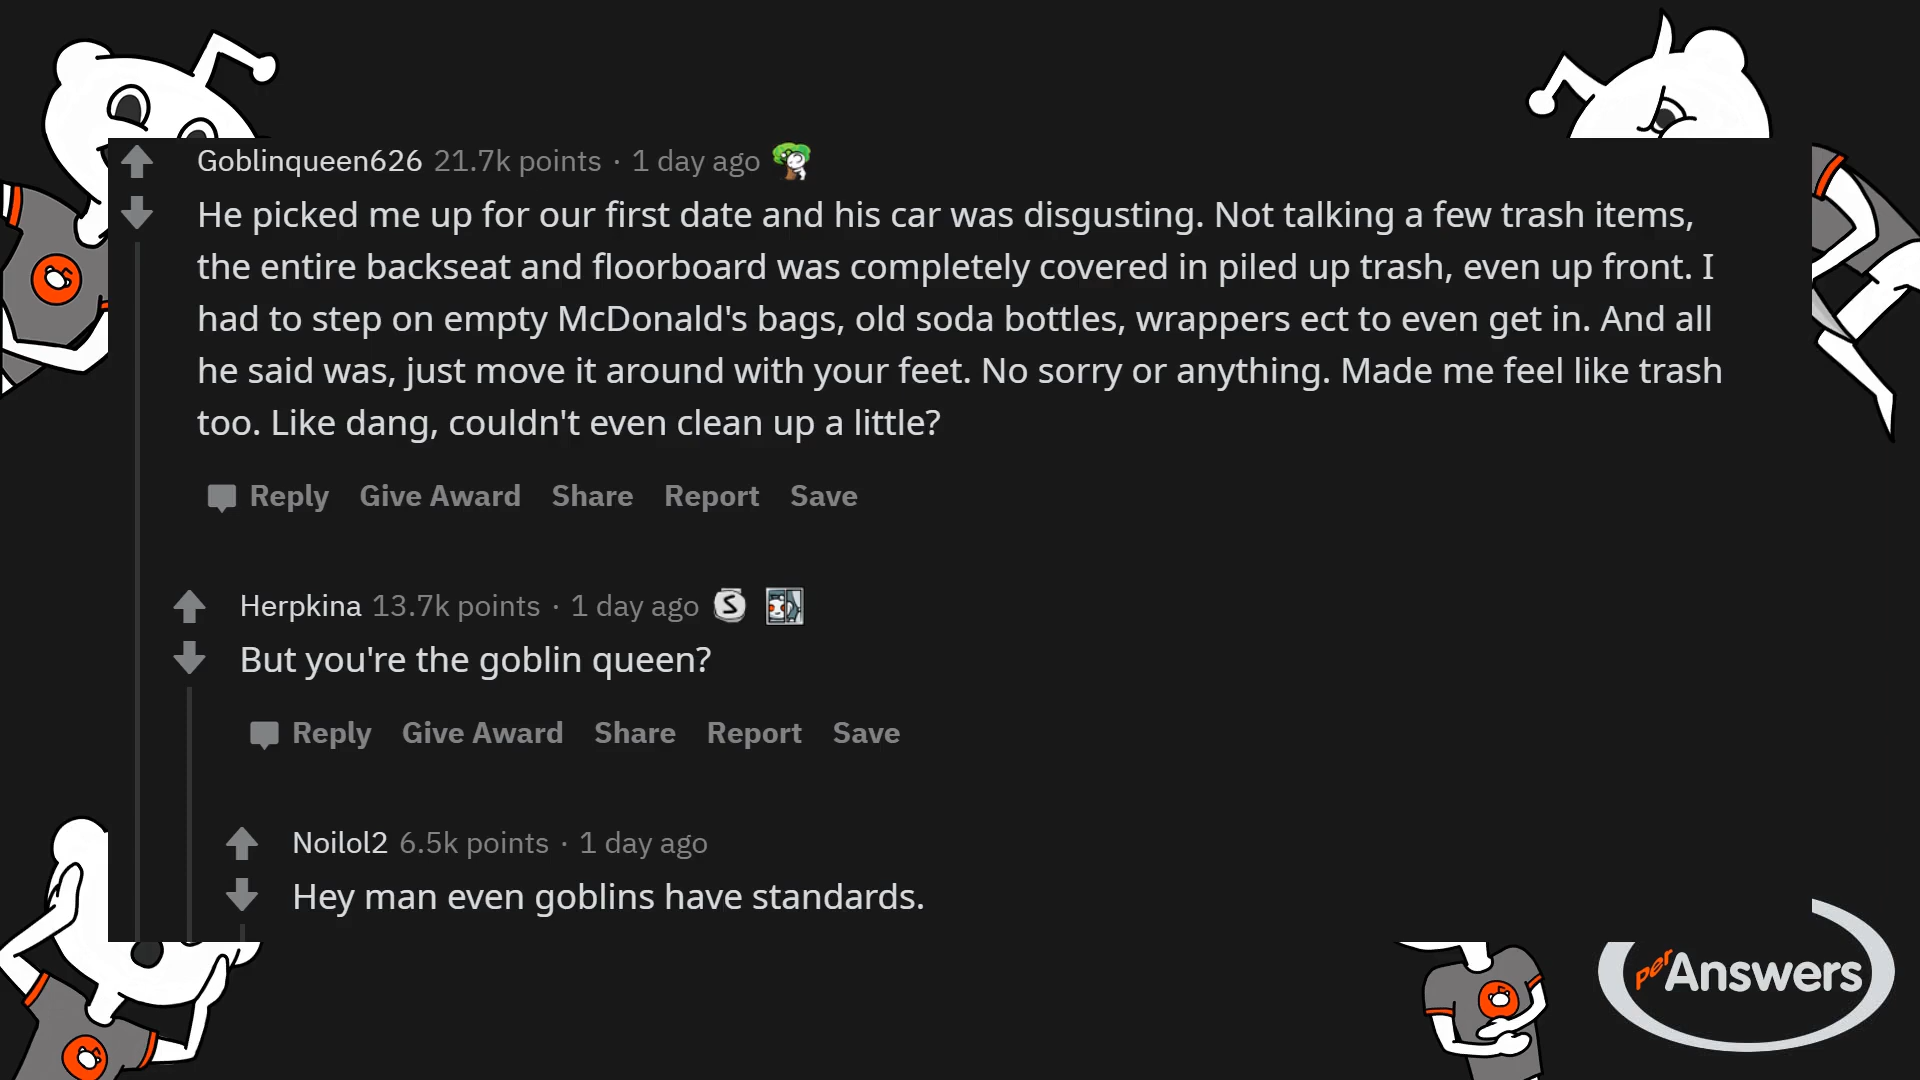 Goblinqueen626 21.7k points · 1 day ago
He picked me up for our first date and his car was disgusting. Not talking a few trash items,
the entire backseat and floorboard was completely covered in piled up trash, even up front. I
had to step on empty McDonald's bags, old soda bottles, wrappers ect to even get in. And all
he said was, just move it around with your feet. No sorry or anything. Made me feel like trash
too. Like dang, couldn't even clean up a little?
Reply Give Award Share Report Save
Herpkina 13.7k points · 1 day ago S
But you're the goblin queen?
Reply Give Award Share Report Save
Noilol2 6.5k points · 1 day ago
Hey man even goblins have standards.
per Answers